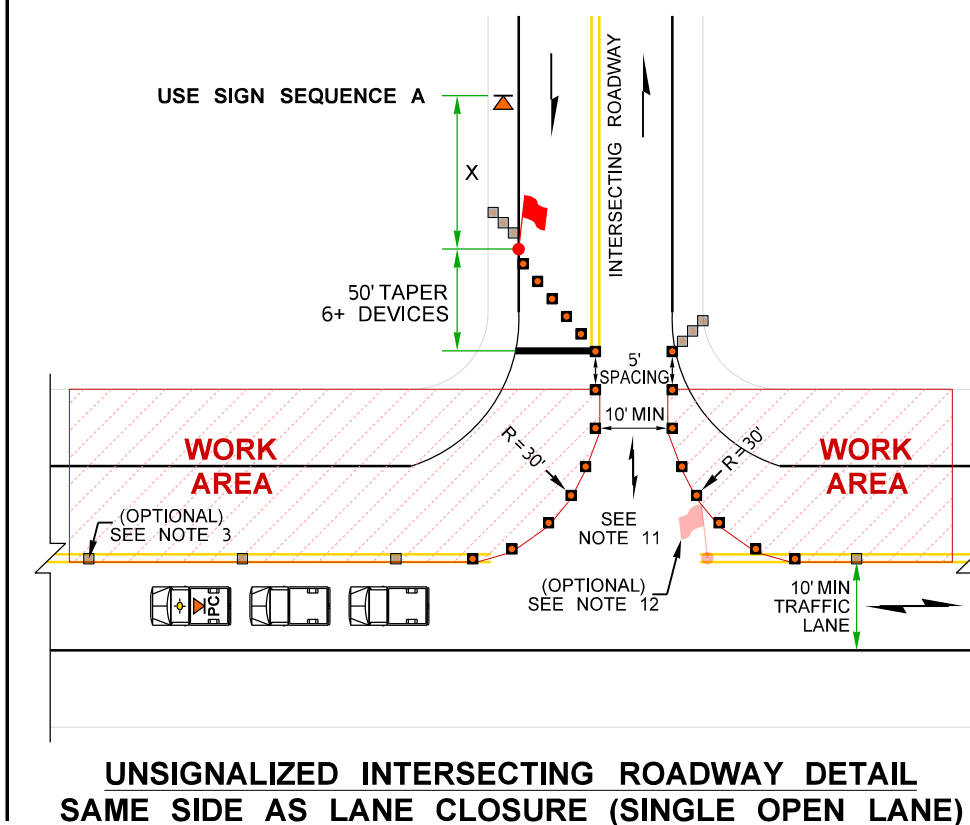 USE SIGN SEQUENCE A
INTERSECTING ROADWAY
X
50' TAPER
6+ DEVICES
5'
SPACING
10' MIN
R = 30'
R = 30'
WORK
AREA
WORK
AREA
(OPTIONAL)
SEE NOTE 3
SEE
NOTE 11
(OPTIONAL)
SEE NOTE 12
10' MIN
TRAFFIC
LANE
PC
UNSIGNALIZED INTERSECTING ROADWAY DETAIL
SAME SIDE AS LANE CLOSURE (SINGLE OPEN LANE)